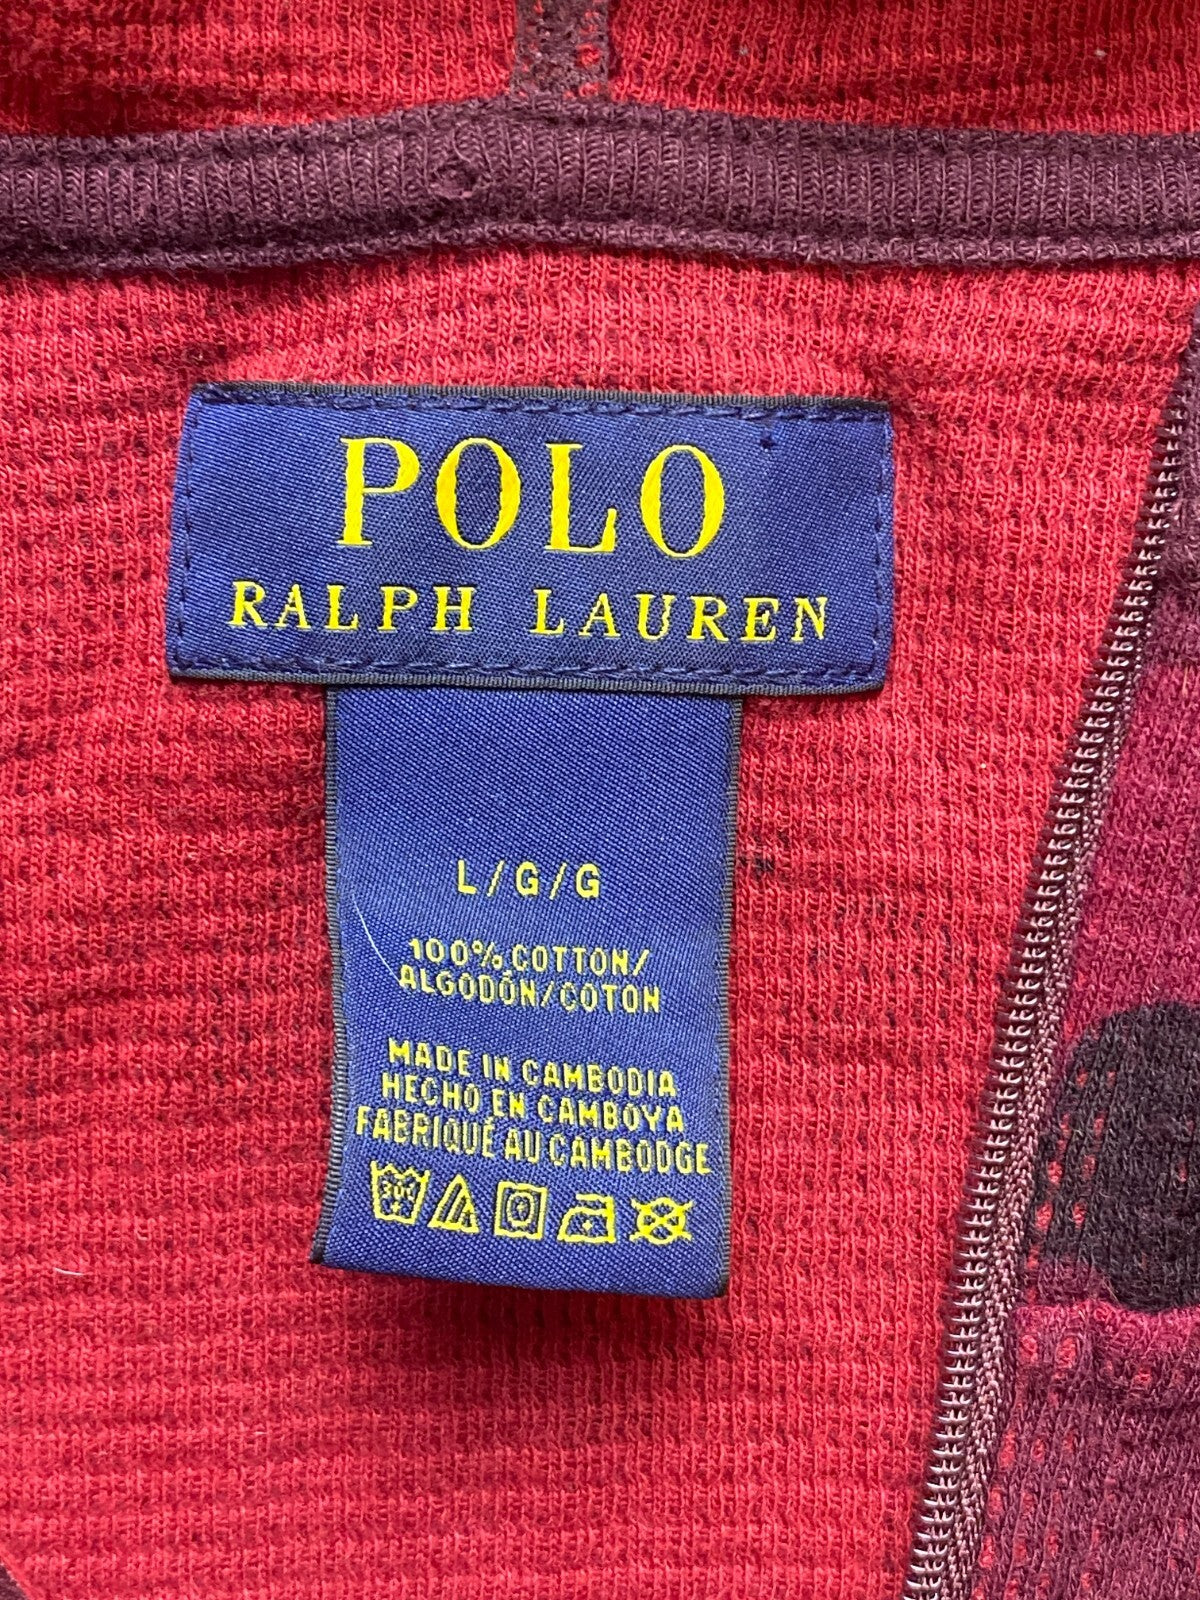 POLO
RALPH LAUREN
L/G/G
100% COTTON/
ALGODÓN/COTON
MADE IN CAMBODIA
HECHO EN CAMBOYA
FABRIQUÉ AU CAMBODGE